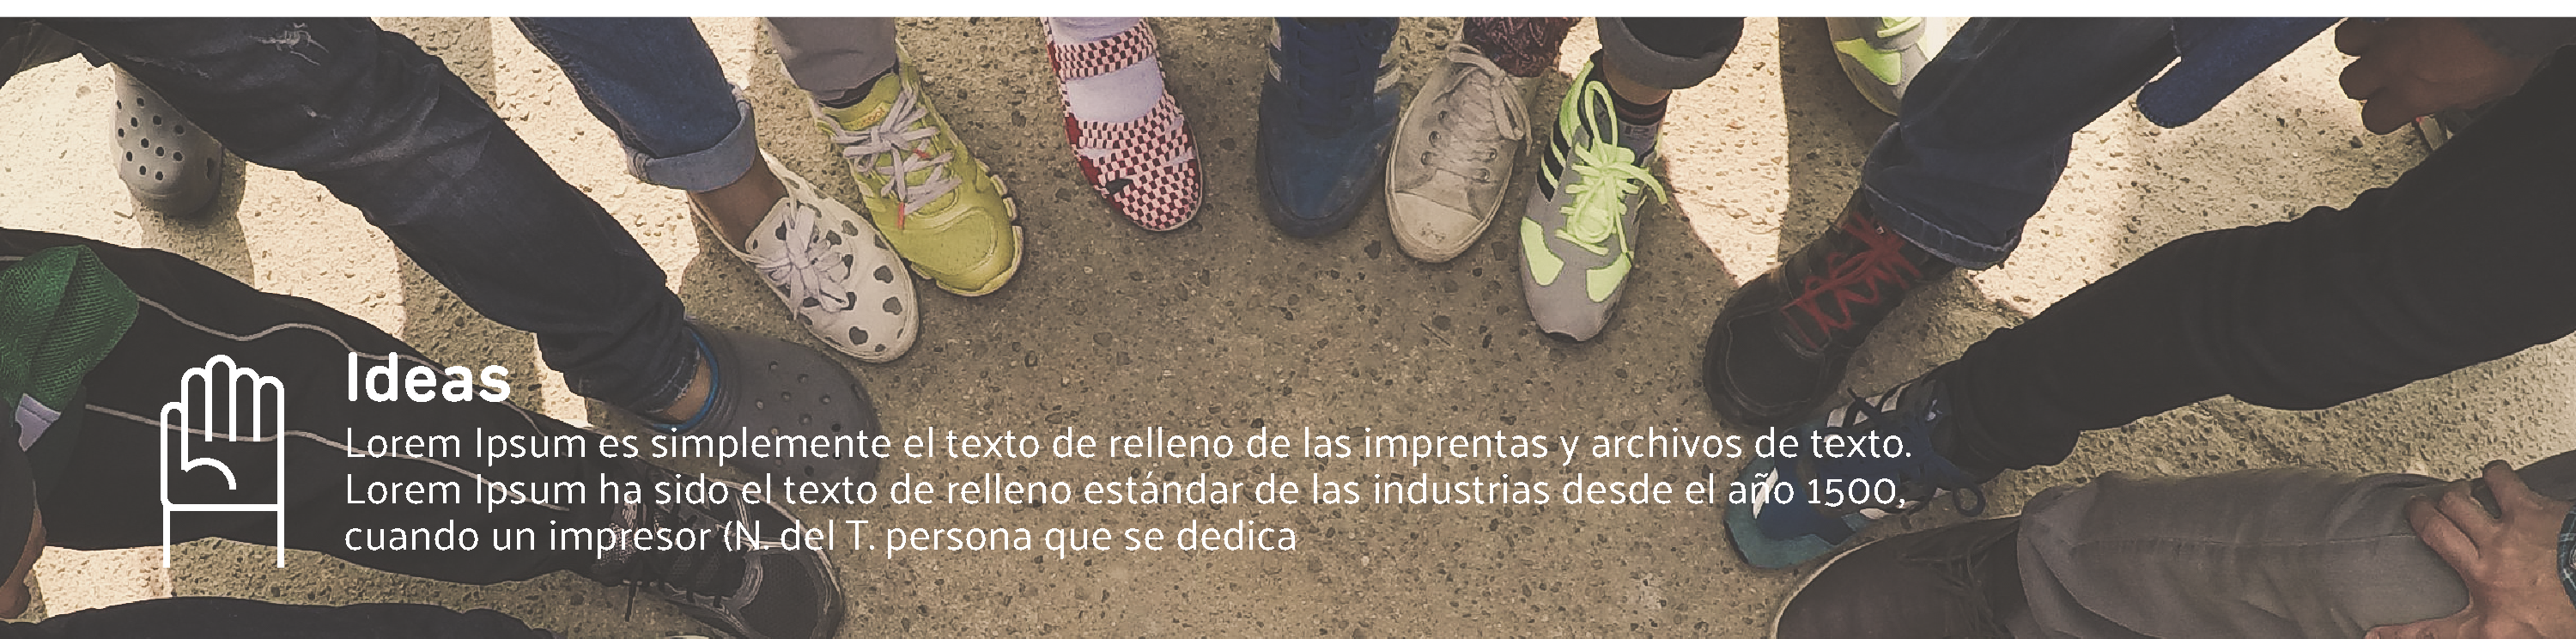 Ideas
Lorem Ipsum es simplemente el texto de relleno de las imprentas y archivos de texto.
Lorem Ipsum ha sido el texto de relleno estándar de las industrias desde el año 1500,
cuando un impresor (N. del T. persona que se dedica